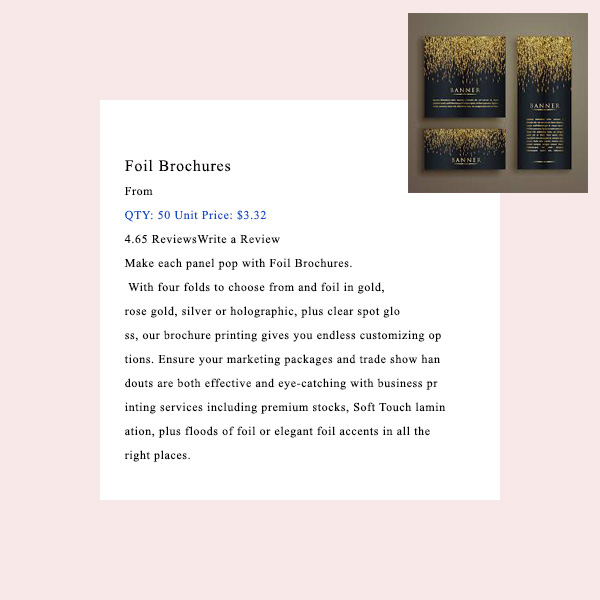 BANNER
BANNER
BANNER
Foil Brochures
From
QTY: 50 Unit Price: $3.32
4.65 ReviewsWrite a Review
Make each panel pop with Foil Brochures.
With four folds to choose from and foil in gold,
rose gold, silver or holographic, plus clear spot glo
ss, our brochure printing gives you endless customizing op
tions. Ensure your marketing packages and trade show han
douts are both effective and eye-catching with business pr
inting services including premium stocks, Soft Touch lamin
ation, plus floods of foil or elegant foil accents in all the
right places.